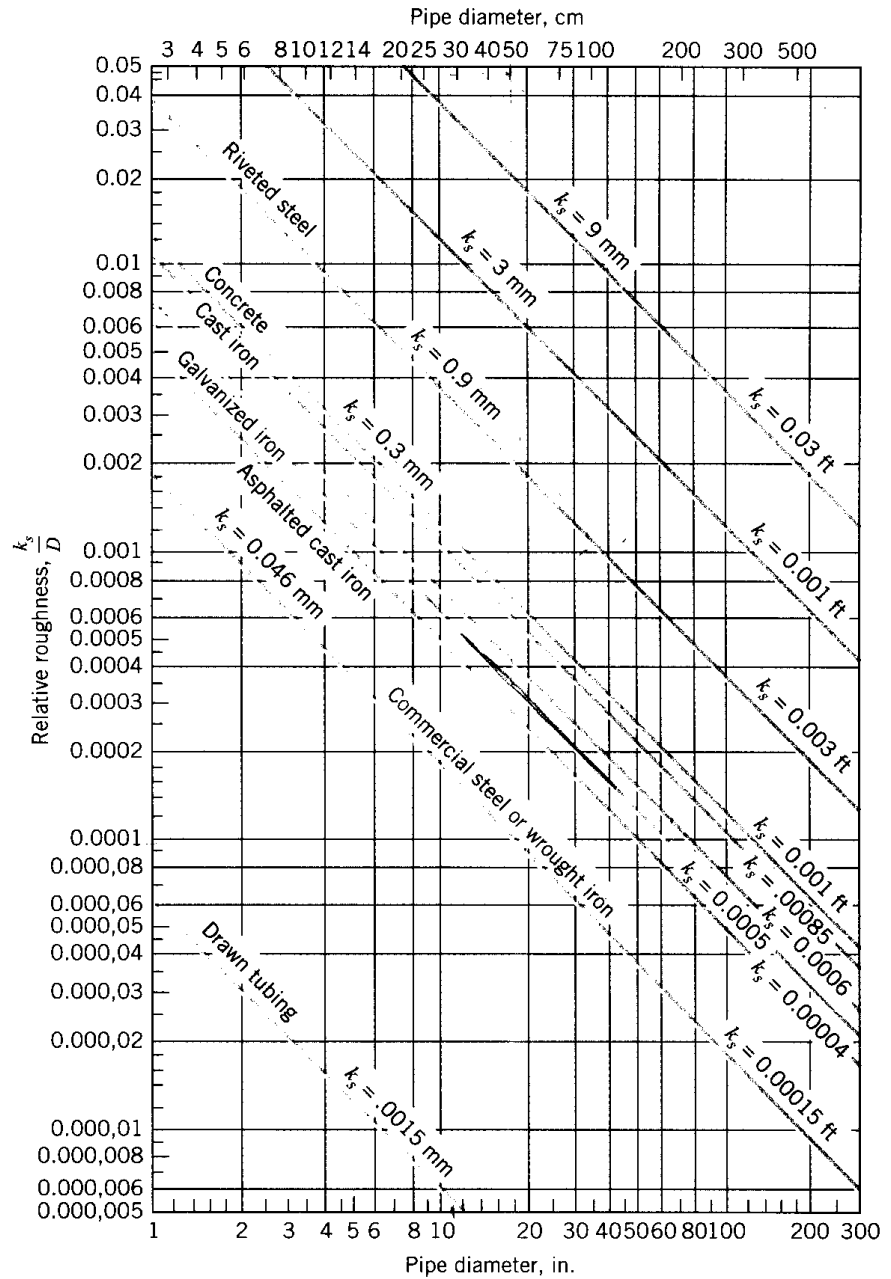 Pipe diameter, cm
3 4 5 6 8 10 12 14 20 25 30 40 50 75 100 200 300 500
0.05
0.04
0.03
0.02
0.01
0.008
0.006
0.005
0.004
0.003
0.002
0.001
0.0008
0.0006
0.0005
0.0004
0.0003
0.0002
0.0001
0.000,08
0.000,06
0.000,05
0.000,04
0.000,03
0.000,02
0.000,01
0.000,008
0.000,006
0.000,005
Relative roughness, k_s/D
Riveted steel
Concrete
Cast iron
Galvanized iron
Asphalted cast iron
Commercial steel or wrought iron
Drawn tubing
k_s = 9 mm
k_s = 3 mm
k_s = 0.9 mm
k_s = 0.3 mm
k_s = 0.046 mm
k_s = .0015 mm
k_s = 0.03 ft
k_s = 0.001 ft
k_s = 0.003 ft
k_s = 0.001 ft
k_s = .00085
k_s = 0.0006
k_s = 0.0005
k_s = 0.00004
k_s = 0.00015 ft
1 2 3 4 5 6 8 10 20 30 40 50 60 80 100 200 300
Pipe diameter, in.